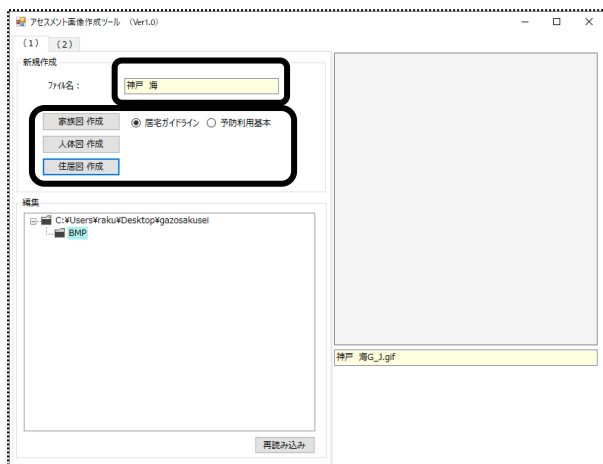 アセスメント画像作成ツール （Ver1.0）
（1） （2）
新規作成
ﾌｧｲﾙ名：
神戸 海
家族図 作成
居宅ガイドライン
予防利用基本
人体図 作成
住居図 作成
編集
C:¥Users¥raku¥Desktop¥gazosakusei
BMP
再読み込み
神戸 海G_J.gif